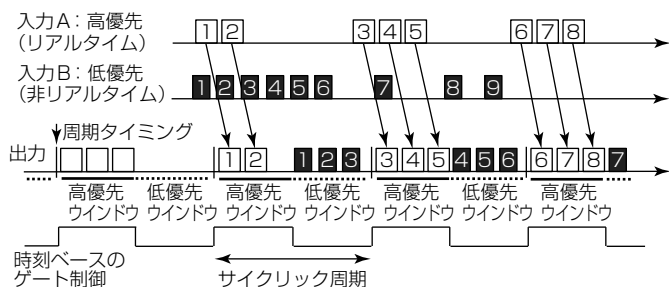 入力A：高優先
（リアルタイム）
1 2 3 4 5 6 7 8
入力B：低優先
（非リアルタイム）
1 2 3 4 5 6 7 8 9
周期タイミング
出力
1 2 1 2 3 3 4 5 4 5 6 6 7 8 7
高優先 低優先 高優先 低優先 高優先 低優先 高優先
ウインドウ ウインドウ ウインドウ ウインドウ ウインドウ ウインドウ ウインドウ
時刻ベースの
ゲート制御
サイクリック周期